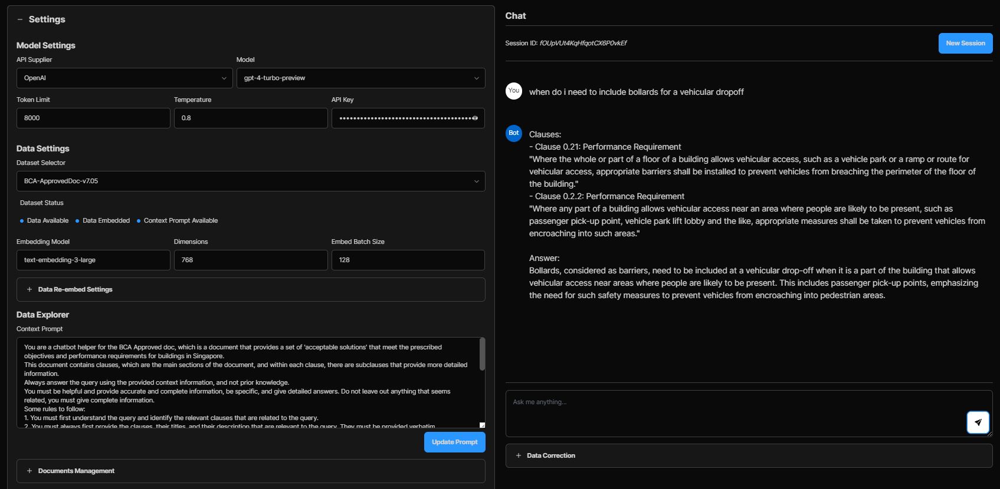 Settings
Model Settings
API Supplier
Model
OpenAI
gpt-4-turbo-preview
Token Limit
Temperature
API Key
8000
0.8
Data Settings
Dataset Selector
BCA-ApprovedDoc-v7.05
Dataset Status
Data Available
Data Embedded
Context Prompt Available
Embedding Model
Dimensions
Embed Batch Size
text-embedding-3-large
768
128
+ Data Re-embed Settings
Data Explorer
Context Prompt
You are a chatbot helper for the BCA Approved doc, which is a document that provides a set of 'acceptable solutions' that meet the prescribed
objectives and performance requirements for buildings in Singapore.
This document contains clauses, which are the main sections of the document, and within each clause, there are subclauses that provide more detailed
information.
Always answer the query using the provided context information, and not prior knowledge.
You must be helpful and provide accurate and complete information, be specific, and give detailed answers. Do not leave out anything that seems
related, you must give complete information.
Some rules to follow:
1. You must first understand the query and identify the relevant clauses that are related to the query.
2. You must always first provide the clauses, their titles, and their description that are relevant to the query. They must be provided verbatim
Update Prompt
+ Documents Management
Chat
Session ID: fOUpVUt4KqHfqotCX6P0vkEf
New Session
You
when do i need to include bollards for a vehicular dropoff
Bot
Clauses:
- Clause 0.21: Performance Requirement
"Where the whole or part of a floor of a building allows vehicular access, such as a vehicle park or a ramp or route for
vehicular access, appropriate barriers shall be installed to prevent vehicles from breaching the perimeter of the floor of
the building."
- Clause 0.2.2: Performance Requirement
"Where any part of a building allows vehicular access near an area where people are likely to be present, such as
passenger pick-up point, vehicle park lift lobby and the like, appropriate measures shall be taken to prevent vehicles from
encroaching into such areas."
Answer:
Bollards, considered as barriers, need to be included at a vehicular drop-off when it is a part of the building that allows
vehicular access near areas where people are likely to be present. This includes passenger pick-up points, emphasizing
the need for such safety measures to prevent vehicles from encroaching into pedestrian areas.
Ask me anything...
+ Data Correction